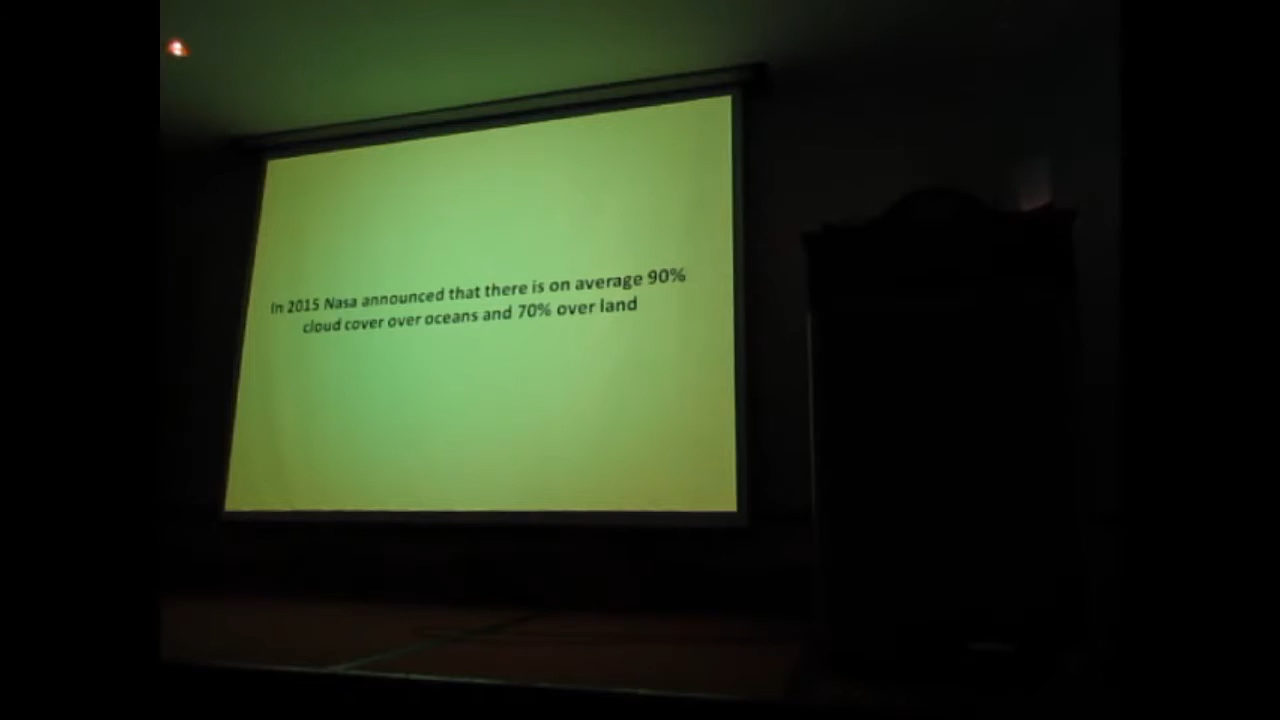 In 2015 Nasa announced that there is on average 90%
cloud cover over oceans and 70% over land